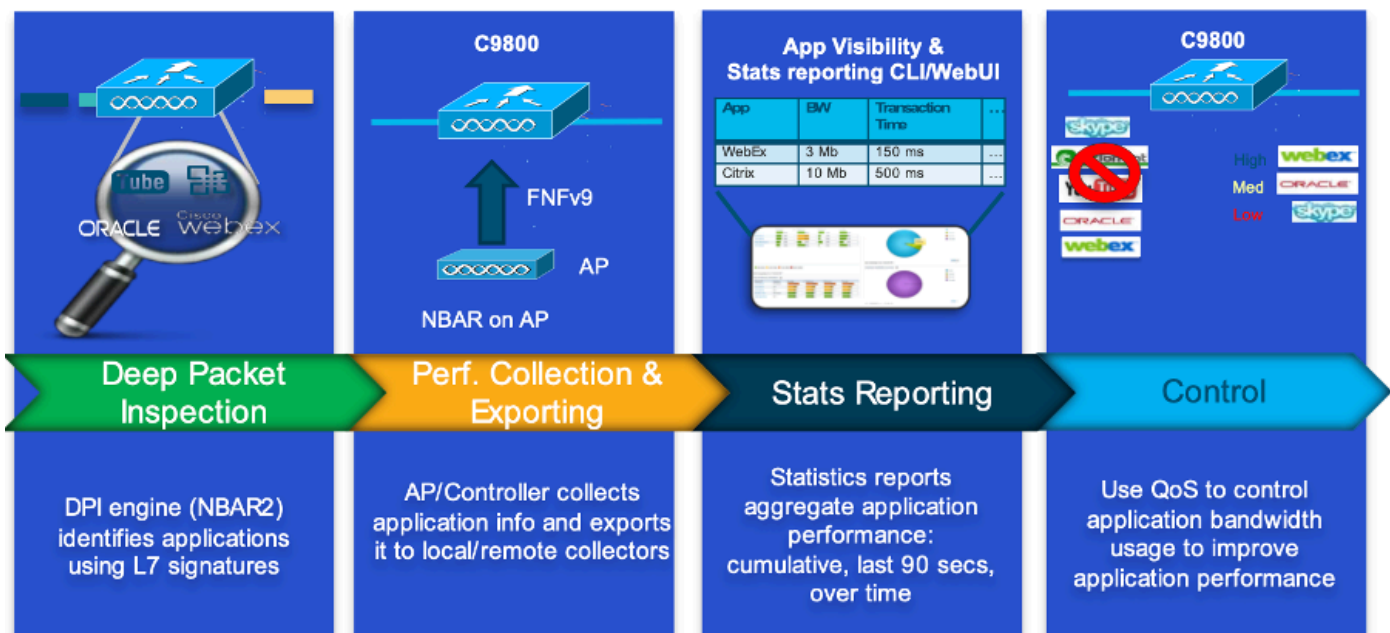 Tube
ORACLE
Cisco
webex
Deep Packet
Inspection
DPI engine (NBAR2)
identifies applications
using L7 signatures
C9800
FNFv9
AP
NBAR on AP
Perf. Collection &
Exporting
AP/Controller collects
application info and exports
it to local/remote collectors
App Visibility &
Stats reporting CLI/WebUI
App BW Transaction Time ...
WebEx 3 Mb 150 ms ...
Citrix 10 Mb 500 ms ...
Stats Reporting
Statistics reports
aggregate application
performance:
cumulative, last 90 secs,
over time
C9800
skype
ORACLE
webex
High webex
Med ORACLE
Low skype
Control
Use QoS to control
application bandwidth
usage to improve
application performance